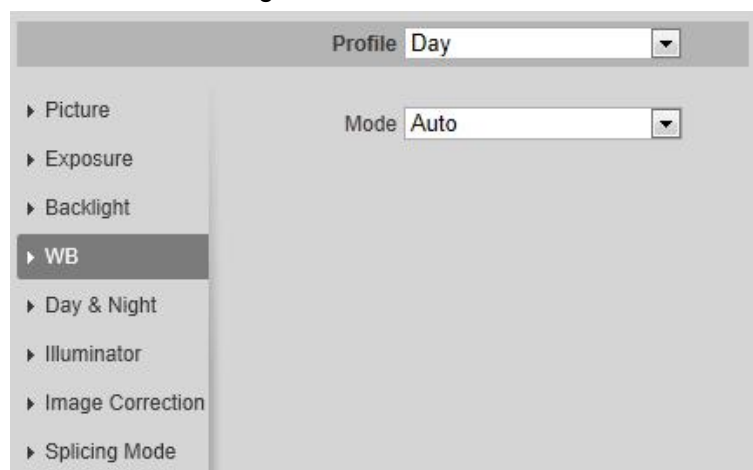 Profile Day
Picture
Mode Auto
Exposure
Backlight
WB
Day & Night
Illuminator
Image Correction
Splicing Mode